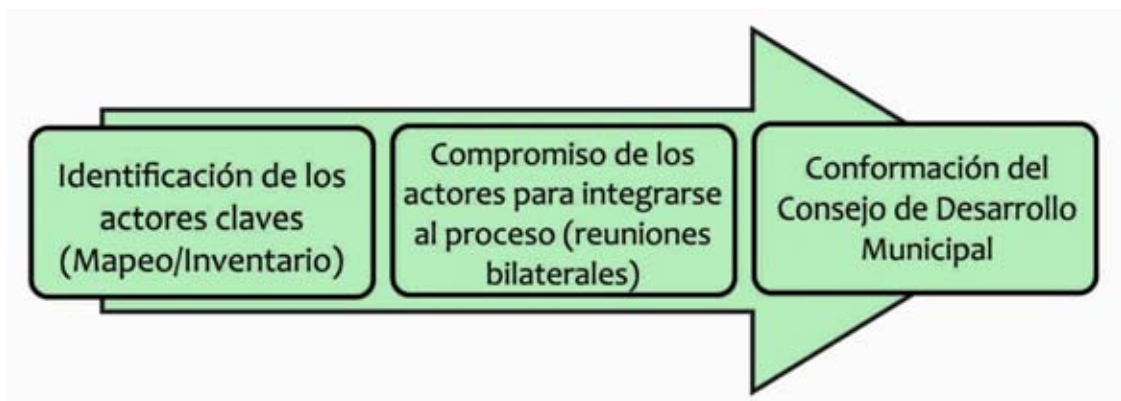 Identificación de los
actores claves
(Mapeo/Inventario)
Compromiso de los
actores para integrarse
al proceso (reuniones
bilaterales)
Conformación del
Consejo de Desarrollo
Municipal